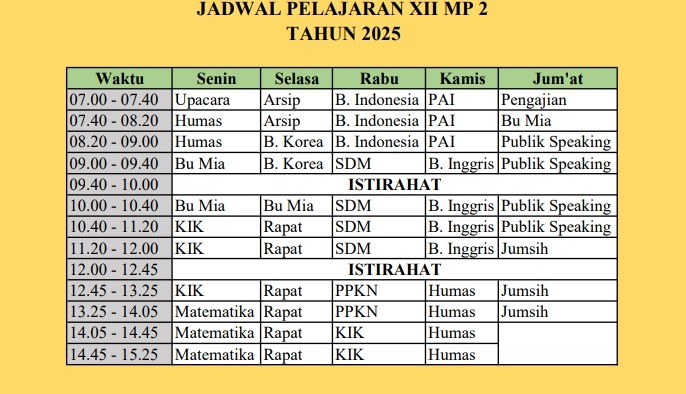 JADWAL PELAJARAN XII MP 2
TAHUN 2025
Waktu Senin Selasa Rabu Kamis Jum'at
07.00 - 07.40 Upacara Arsip B. Indonesia PAI Pengajian
07.40 - 08.20 Humas Arsip B. Indonesia PAI Bu Mia
08.20 - 09.00 Humas B. Korea B. Indonesia PAI Publik Speaking
09.00 - 09.40 Bu Mia B. Korea SDM B. Inggris Publik Speaking
09.40 - 10.00 ISTIRAHAT
10.00 - 10.40 Bu Mia Bu Mia SDM B. Inggris Publik Speaking
10.40 - 11.20 KIK Rapat SDM B. Inggris Publik Speaking
11.20 - 12.00 KIK Rapat SDM B. Inggris Jumsih
12.00 - 12.45 ISTIRAHAT
12.45 - 13.25 KIK Rapat PPKN Humas Jumsih
13.25 - 14.05 Matematika Rapat PPKN Humas Jumsih
14.05 - 14.45 Matematika Rapat KIK Humas
14.45 - 15.25 Matematika Rapat KIK Humas